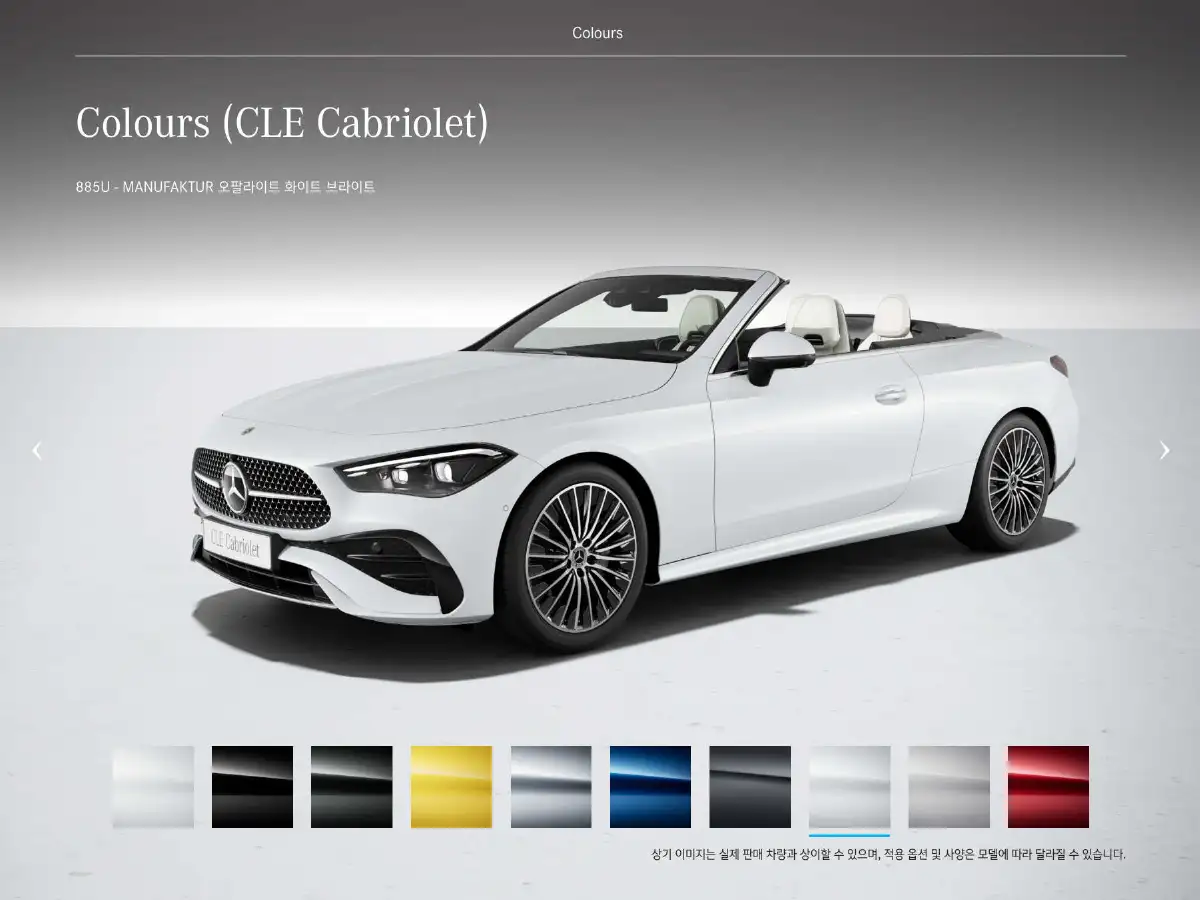 Colours
Colours (CLE Cabriolet)
885U - MANUFAKTUR 오팔라이트 화이트 브라이트
CLE Cabriolet
상기 이미지는 실제 판매 차량과 상이할 수 있으며, 적용 옵션 및 사양은 모델에 따라 달라질 수 있습니다.